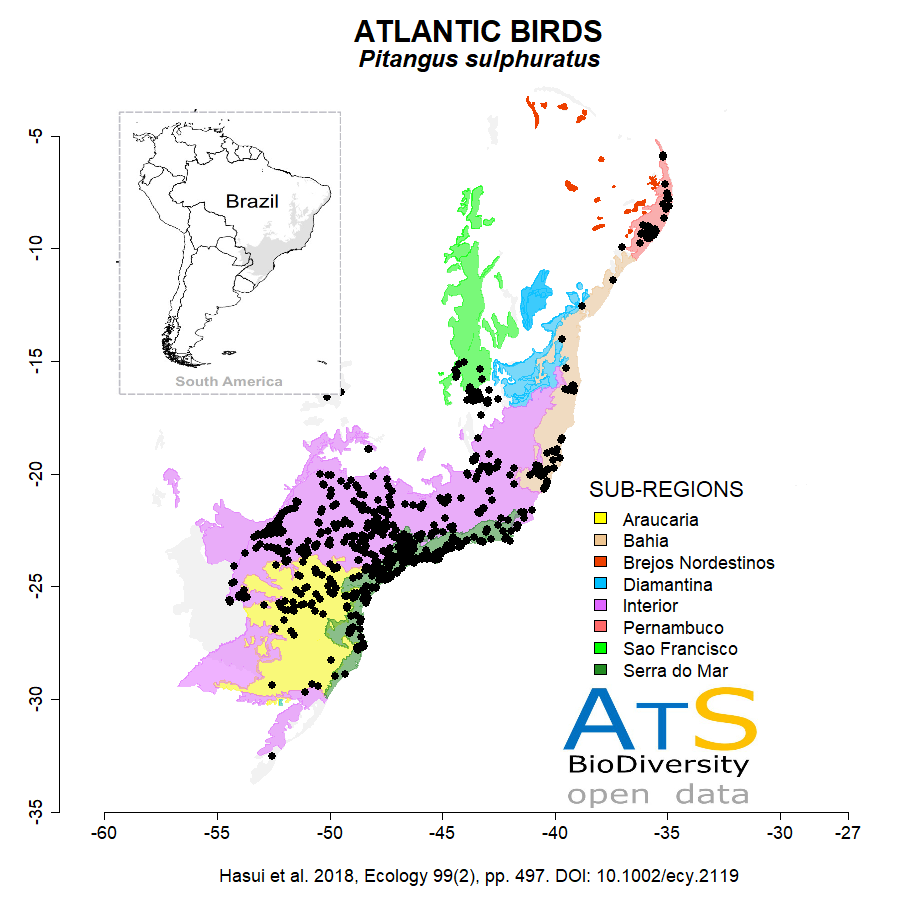 ATLANTIC BIRDS
Pitangus sulphuratus
Brazil
South America
-5
-10
-15
-20
-25
-30
-35
-60
-55
-50
-45
-40
-35
-30
-27
SUB-REGIONS
Araucaria
Bahia
Brejos Nordestinos
Diamantina
Interior
Pernambuco
Sao Francisco
Serra do Mar
ATS
BioDiversity
open data
Hasui et al. 2018, Ecology 99(2), pp. 497. DOI: 10.1002/ecy.2119